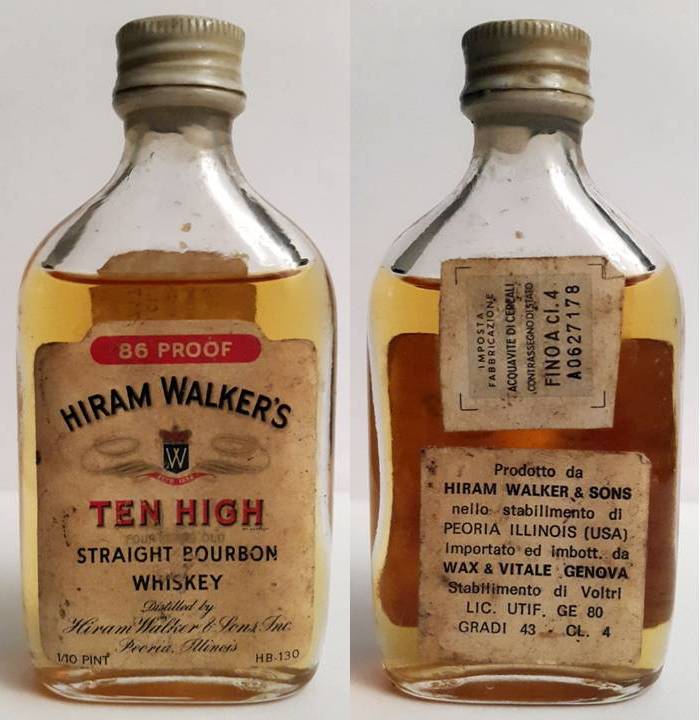 86 PROOF
HIRAM WALKER'S
W
TEN HIGH
FOUR YEARS OLD
STRAIGHT BOURBON
WHISKEY
Distilled by
Hiram Walker & Sons Inc.
Peoria, Illinois
1/10 PINT HB-130
IMPOSTA
FABBRICAZIONE
ACQUAVITE DI CEREALI
CONTRASSEGNO DI STATO
FINO A Cl. 4
A0627178
Prodotto da
HIRAM WALKER & SONS
nello stabilimento di
PEORIA ILLINOIS (USA)
Importato ed imbott. da
WAX & VITALE GENOVA
Stabilimento di Voltri
LIC. UTIF. GE 80
GRADI 43 - CL. 4